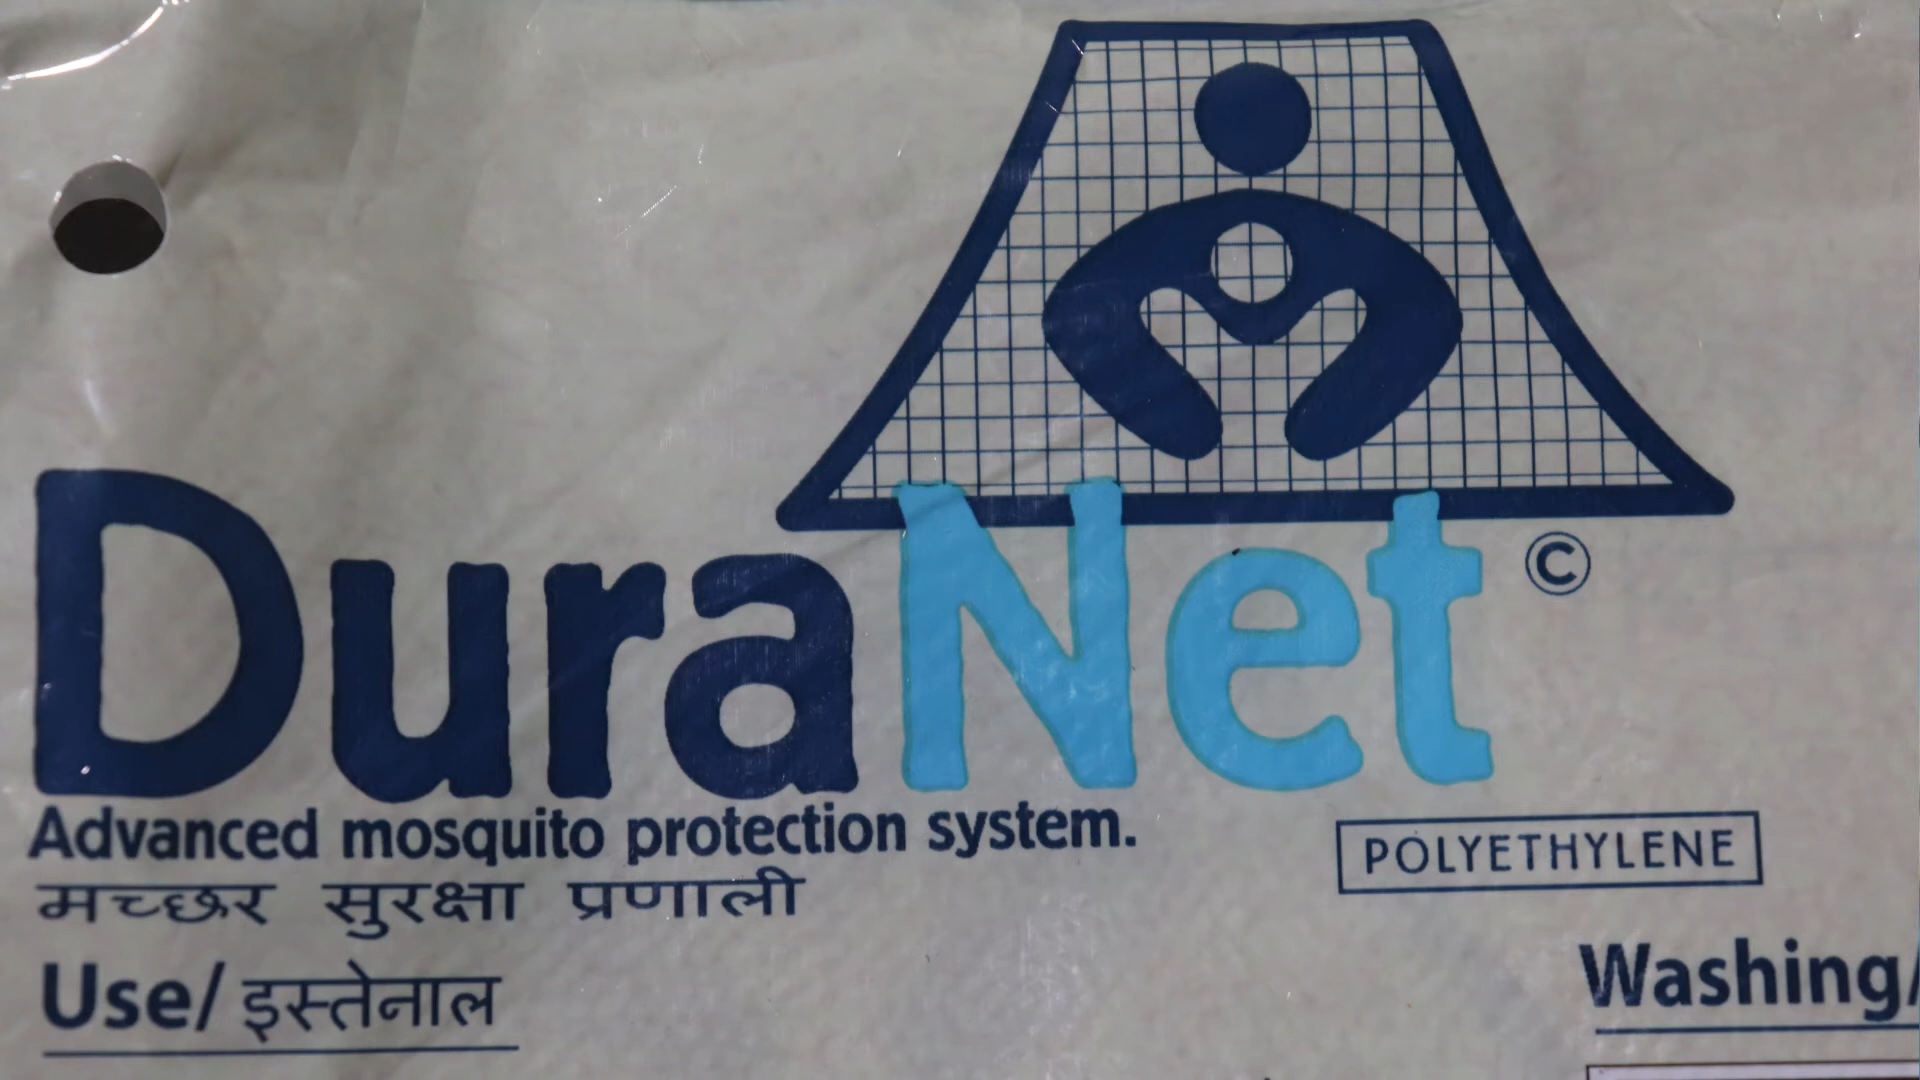 DuraNet ©
Advanced mosquito protection system.
मच्छर सुरक्षा प्रणाली
POLYETHYLENE
Use/ इस्तेनाल
Washing/